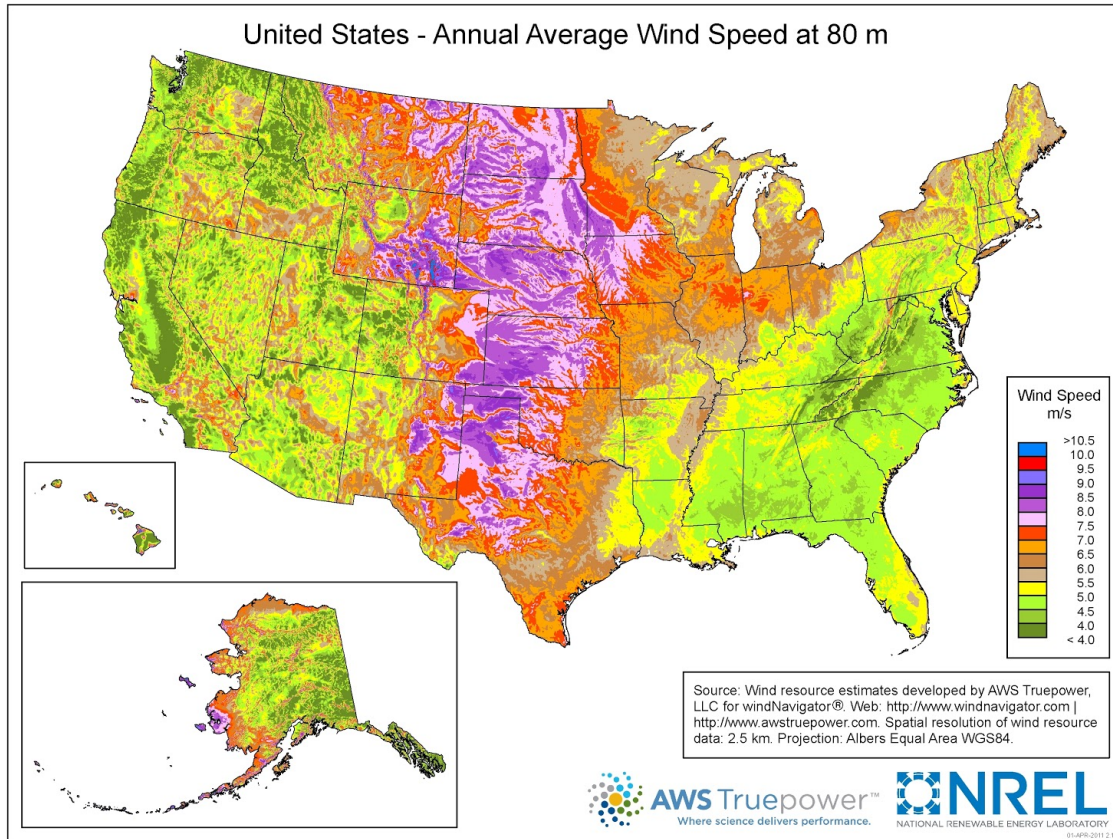 United States - Annual Average Wind Speed at 80 m
Wind Speed
m/s
>10.5
10.0
9.5
9.0
8.5
8.0
7.5
7.0
6.5
6.0
5.5
5.0
4.5
4.0
< 4.0
Source: Wind resource estimates developed by AWS Truepower,
LLC for windNavigator®. Web: http://www.windnavigator.com |
http://www.awstruepower.com. Spatial resolution of wind resource
data: 2.5 km. Projection: Albers Equal Area WGS84.
AWS Truepower™
Where science delivers performance.
NREL
NATIONAL RENEWABLE ENERGY LABORATORY